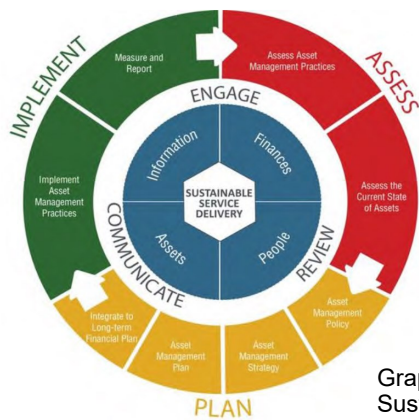 IMPLEMENT
ASSESS
PLAN
Measure and
Report
Assess Asset
Management Practices
Assess the
Current State
of Assets
Asset
Management
Policy
Asset
Management
Strategy
Asset
Management
Plan
Integrate to
Long-term
Financial Plan
Implement
Asset
Management
Practices
ENGAGE
REVIEW
COMMUNICATE
Information
Finances
People
Assets
SUSTAINABLE
SERVICE
DELIVERY
Grap
Sus